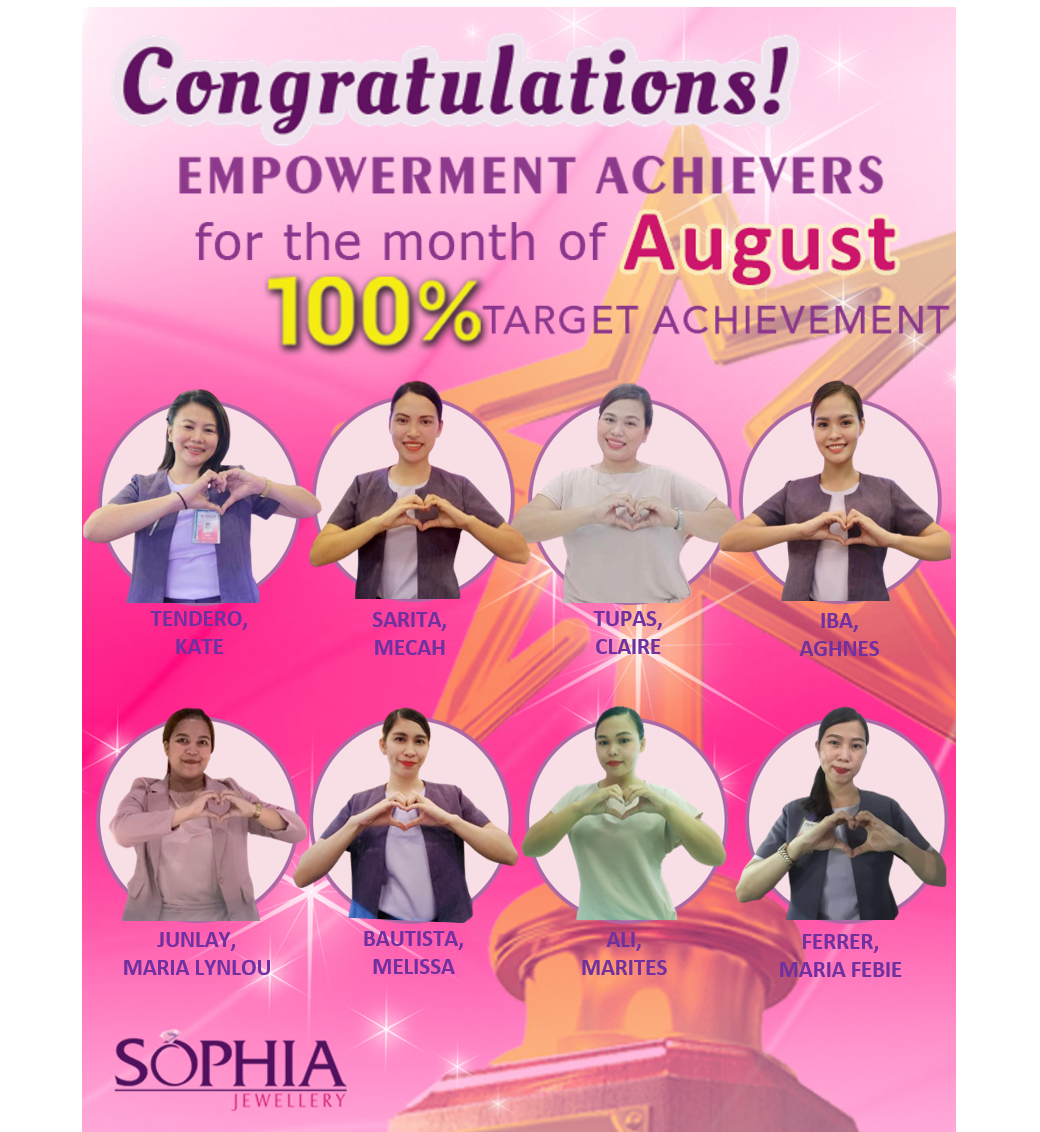 Congratulations!
EMPOWERMENT ACHIEVERS
for the month of August
100% TARGET ACHIEVEMENT
TENDERO,
KATE
SARITA,
MECAH
TUPAS,
CLAIRE
IBA,
AGHNES
JUNLAY,
MARIA LYNLOU
BAUTISTA,
MELISSA
ALI,
MARITES
FERRER,
MARIA FEBIE
SOPHIA
JEWELLERY